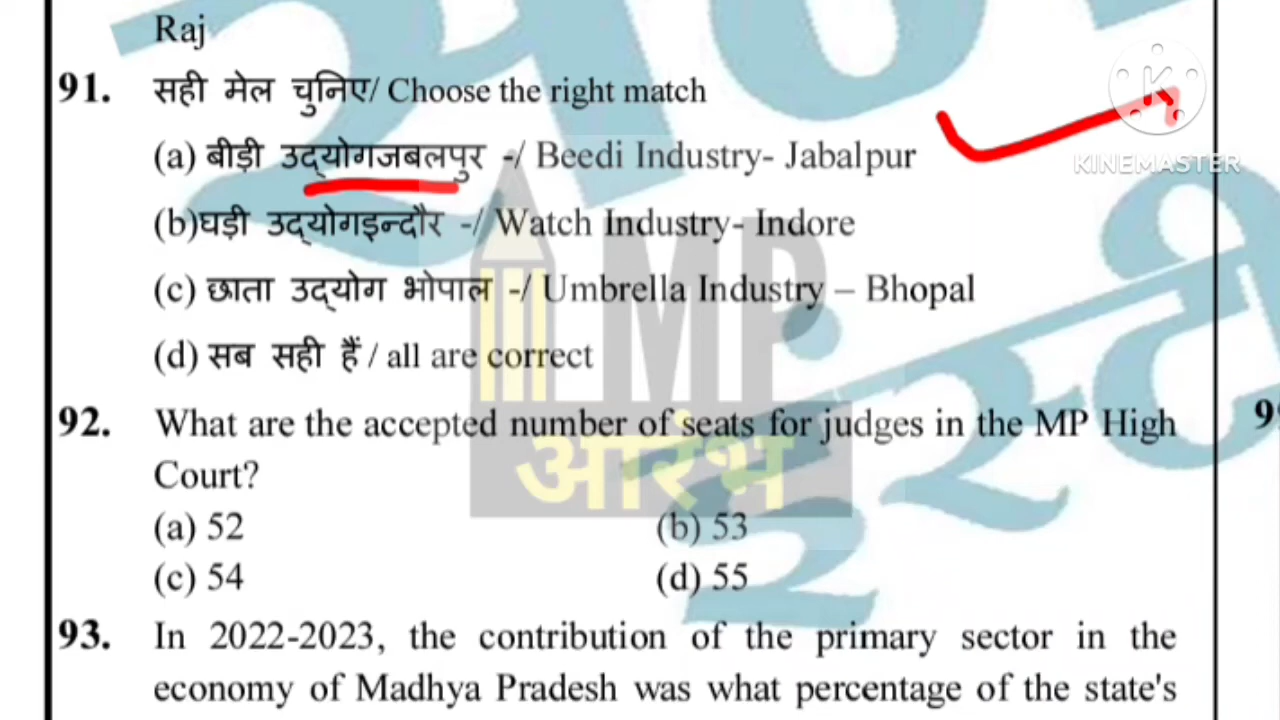 Raj
91. सही मेल चुनिए/ Choose the right match
(a) बीड़ी उद्‌योगजबलपुर -/ Beedi Industry- Jabalpur
KINEMASTER
(b)घड़ी उद्‌योगइन्दौर -/ Watch Industry- Indore
(c) छाता उद्‌योग भोपाल -/ Umbrella Industry – Bhopal
(d) सब सही हैं / all are correct
MP
आरंभ
92. What are the accepted number of seats for judges in the MP High
Court?
(a) 52 (b) 53
(c) 54 (d) 55
93. In 2022-2023, the contribution of the primary sector in the
economy of Madhya Pradesh was what percentage of the state's